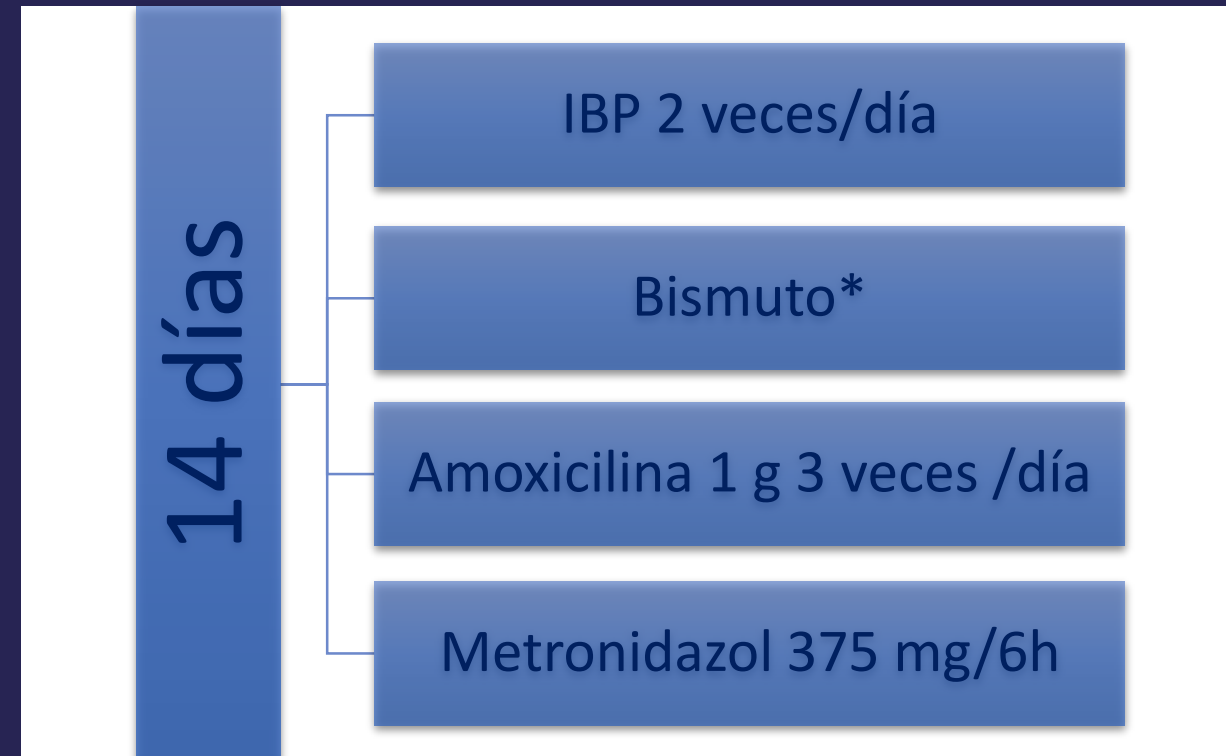 14 días
IBP 2 veces/día
Bismuto*
Amoxicilina 1 g 3 veces /día
Metronidazol 375 mg/6h